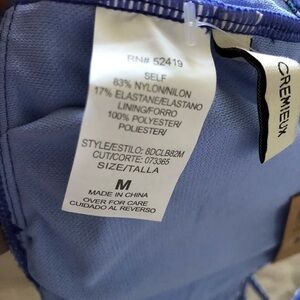 RN# 52419
SELF
83% NYLON/NILON
17% ELASTANE/ELASTANO
LINING/FORRO
100% POLYESTER/
POLIESTER/
STYLE/ESTILO: 8DCLB82M
CUT/CORTE: 073365
SIZE/TALLA
M
MADE IN CHINA
OVER FOR CARE
CUIDADO AL REVERSO
CREMIEUX